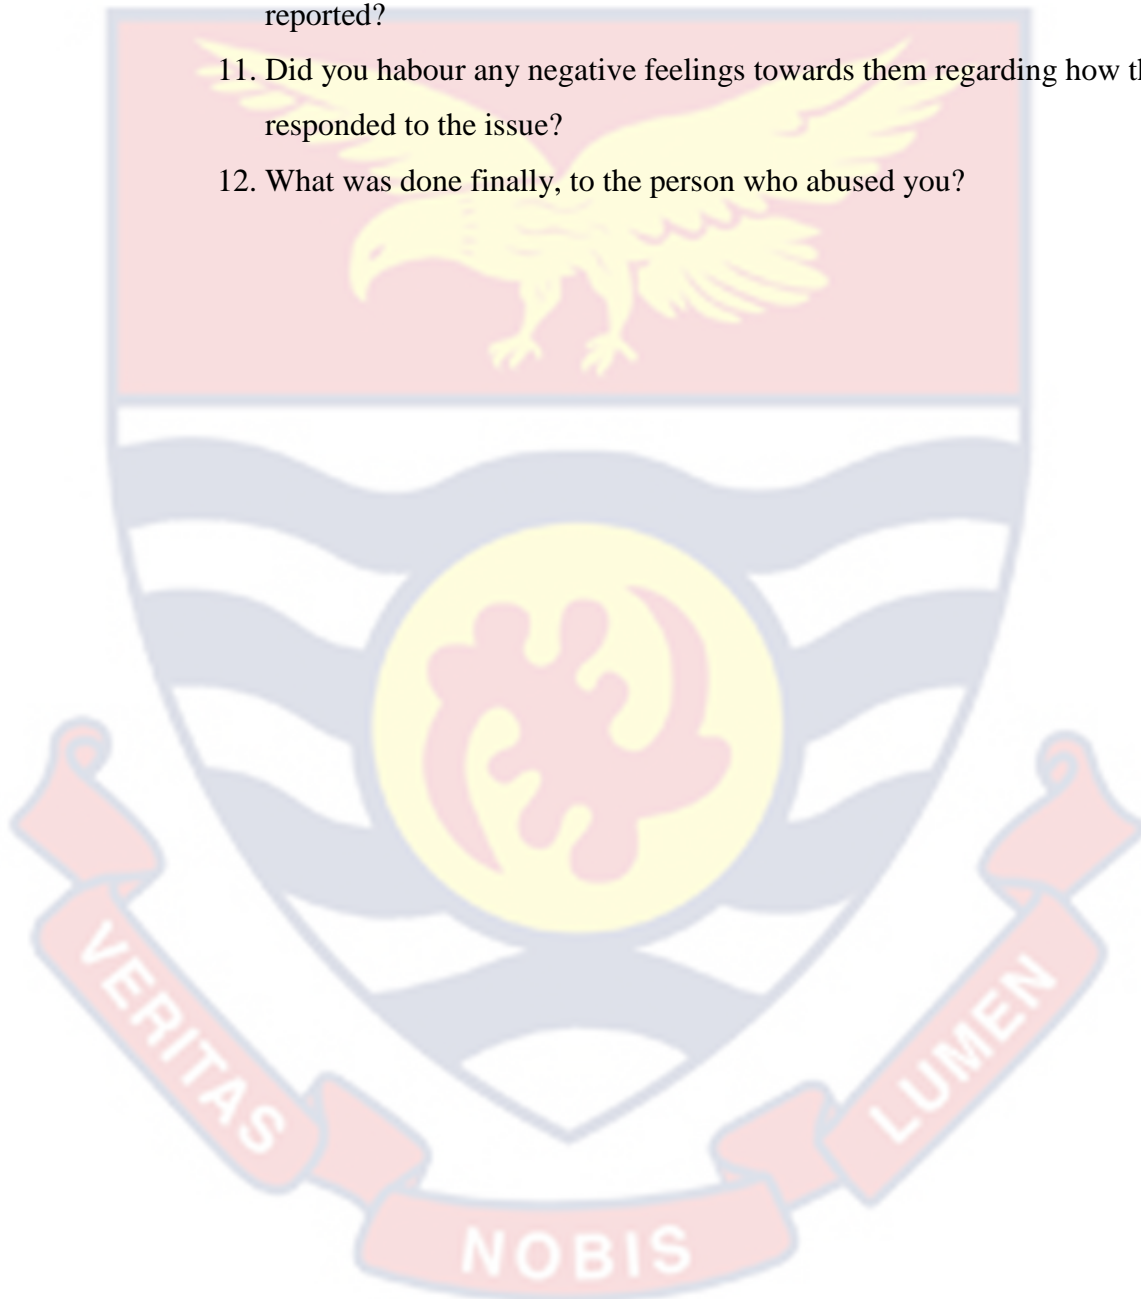 reported?
11. Did you habour any negative feelings towards them regarding how th
responded to the issue?
12. What was done finally, to the person who abused you?
VERITAS
NOBIS
LUMEN